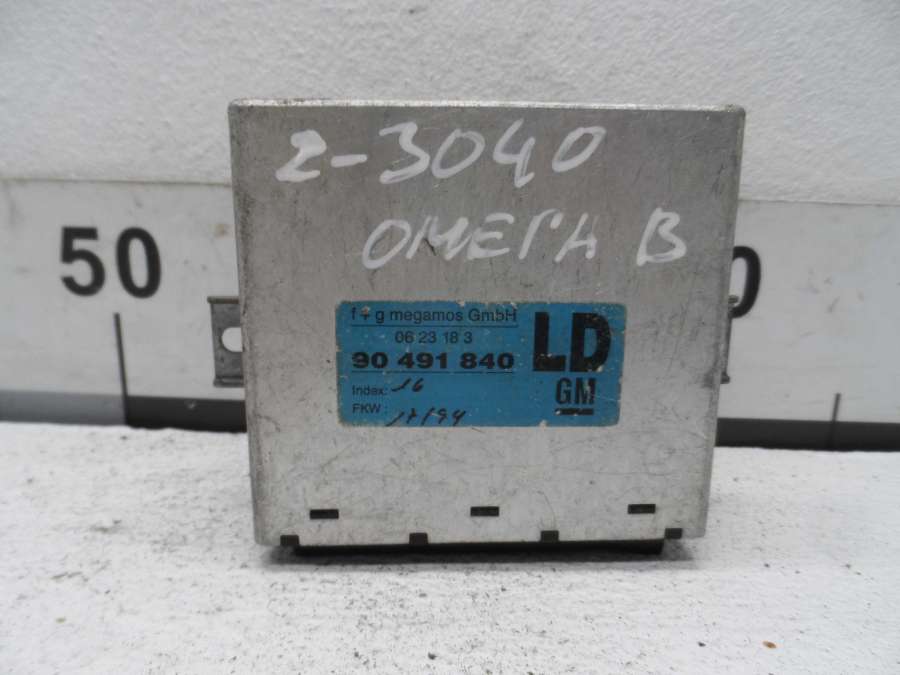 2-3040
ОМЕГА В
50
f + g megamos GmbH
06 23 18 3
90 491 840
LD
GM
Index: 16
FKW: 17/94